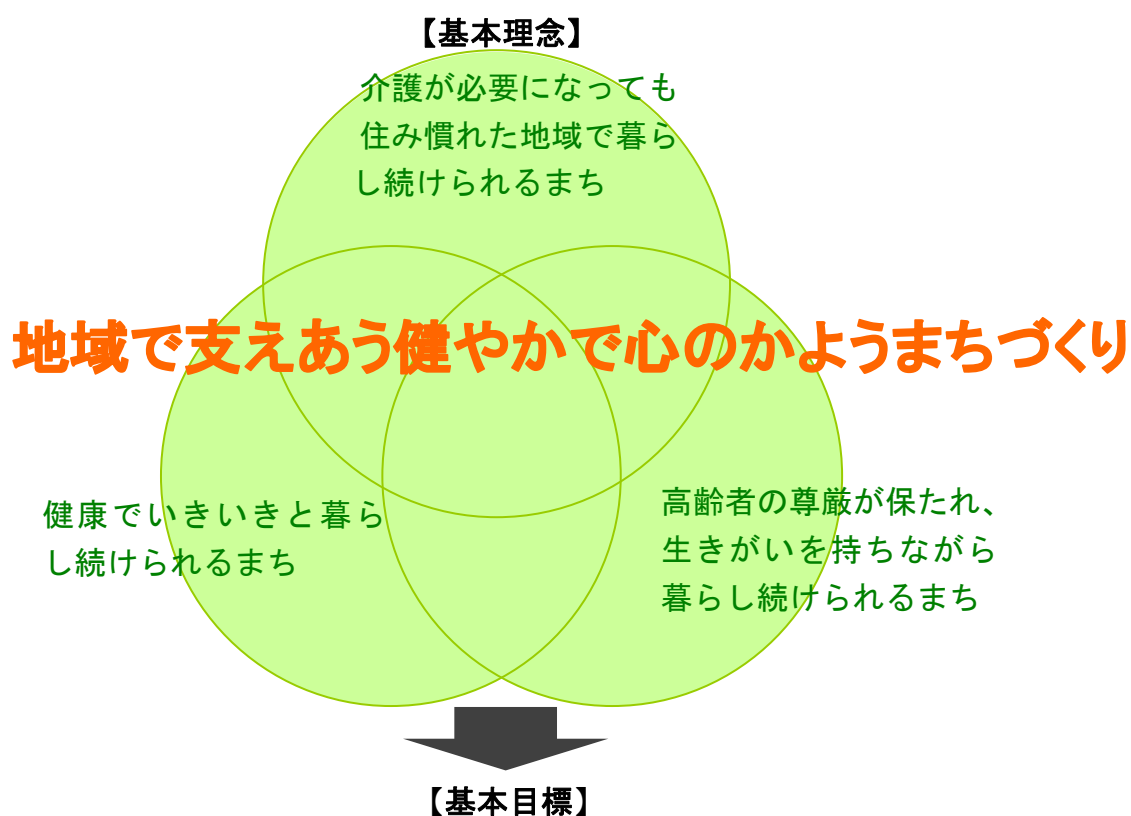 【基本理念】
介護が必要になっても
住み慣れた地域で暮ら
し続けられるまち
地域で支えあう健やかで心のかようまちづくり
健康でいきいきと暮ら
し続けられるまち
高齢者の尊厳が保たれ、
生きがいを持ちながら
暮らし続けられるまち
【基本目標】